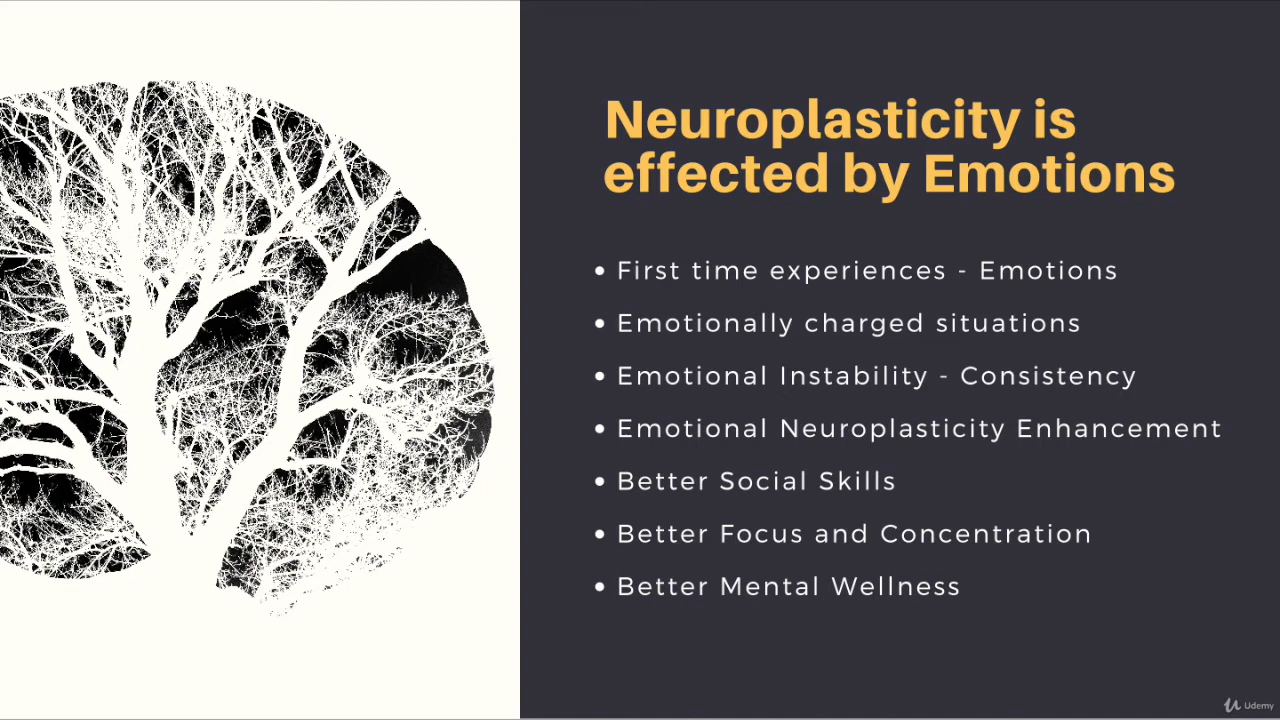 Neuroplasticity is
effected by Emotions
• First time experiences - Emotions
• Emotionally charged situations
• Emotional Instability - Consistency
• Emotional Neuroplasticity Enhancement
• Better Social Skills
• Better Focus and Concentration
• Better Mental Wellness
Udemy